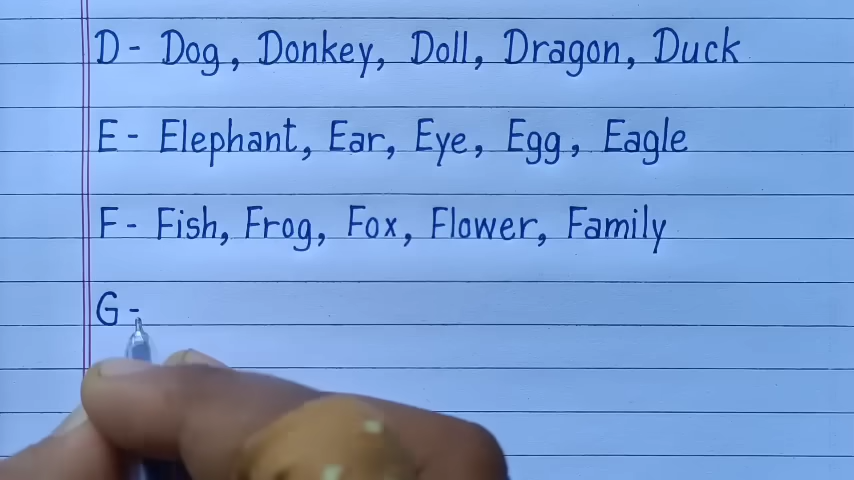 D - Dog, Donkey, Doll, Dragon, Duck
E - Elephant, Ear, Eye, Egg, Eagle
F - Fish, Frog, Fox, Flower, Family
G -